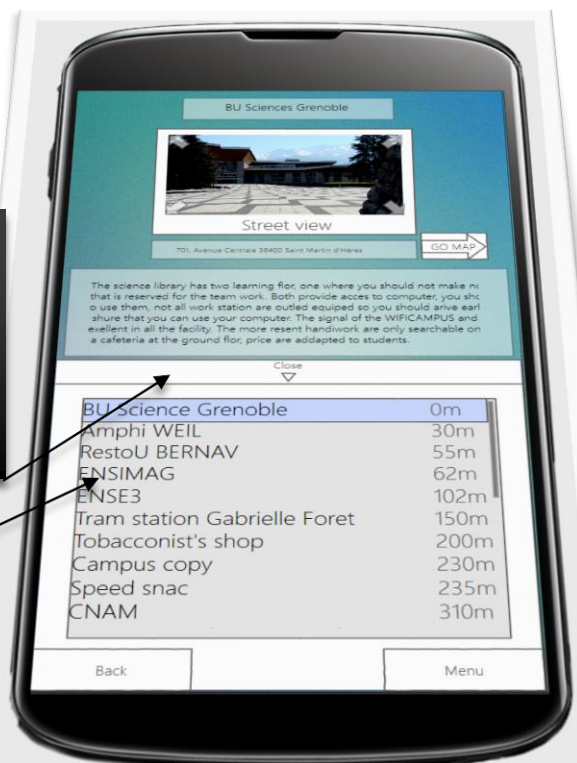 BU Sciences Grenoble
Street view
701, Avenue Centrale 38400 Saint Martin d'Hères
GO MAP
The science library has two learning flor, one where you should not make
that is reserved for the team work. Both provide acces to computer, you
o use them, not all work station are outled equiped so you should arive earl
shure that you can use your computer. The signal of the WIFICAMPUS and
exellent in all the facility. The more resent handiwork are only searchable on
a cafeteria at the ground flor, price are addapted to students.
Close
BU Science Grenoble 0m
Amphi WEIL 30m
RestoU BERNAV 55m
ENSIMAG 62m
ENSE3 102m
Tram station Gabrielle Foret 150m
Tobacconist's shop 200m
Campus copy 230m
Speed snac 235m
CNAM 310m
Back Menu